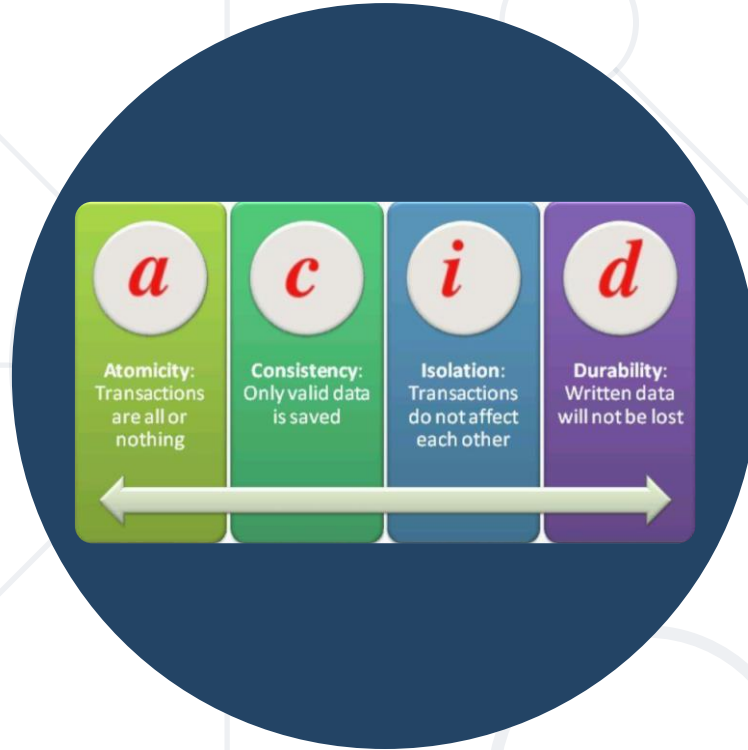 a
c
i
d
Atomicity:
Transactions
are all or
nothing
Consistency:
Only valid data
is saved
Isolation:
Transactions
do not affect
each other
Durability:
Written data
will not be lost